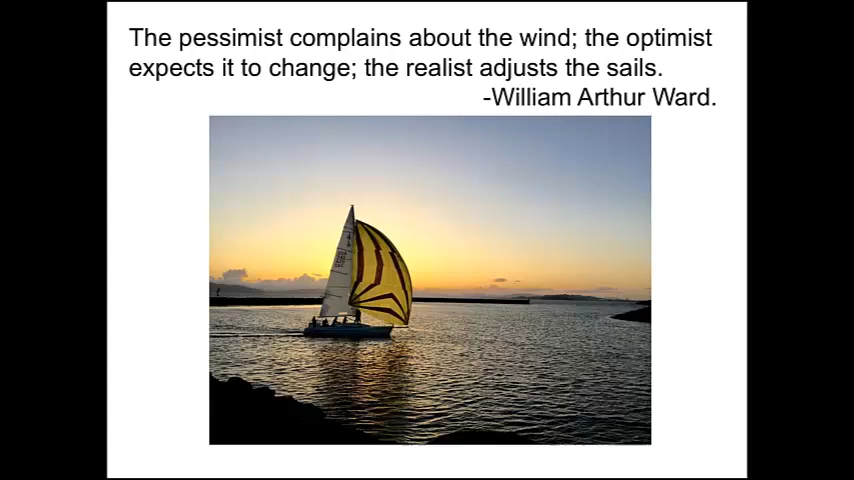 The pessimist complains about the wind; the optimist
expects it to change; the realist adjusts the sails.
-William Arthur Ward.